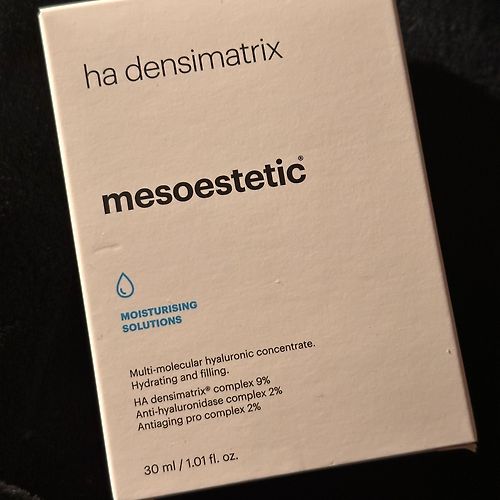 ha densimatrix
mesoestetic®
MOISTURISING
SOLUTIONS
Multi-molecular hyaluronic concentrate.
Hydrating and filling.
HA densimatrix® complex 9%
Anti-hyaluronidase complex 2%
Antiaging pro complex 2%
30 ml / 1.01 fl. oz.